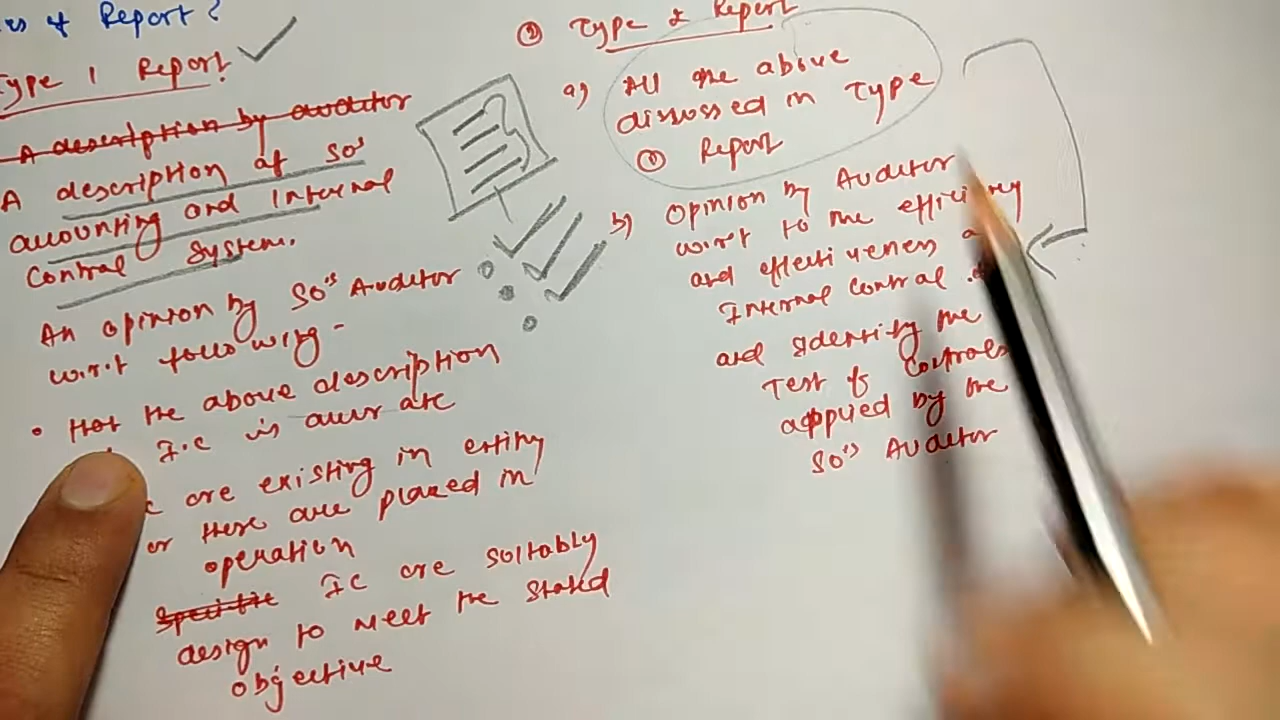 & Report?
Type 1 Report
A description by auditor
A description of SO's
accounting and Internal
Control System.
An opinion by SO's Auditor
w.r.t following -
• that the above description
I.C is accurate
are existing in entity
or these are placed in
operation
Specific I C are suitably
design to meet the stated
objective
② Type 2 Report
a) All the above
discussed in Type
① Report
b) Opinion by Auditor
w.r.t to the efficiency
and effectiveness
Internal Control
and identify the
Test of Controls
applied by the
SO's Auditor